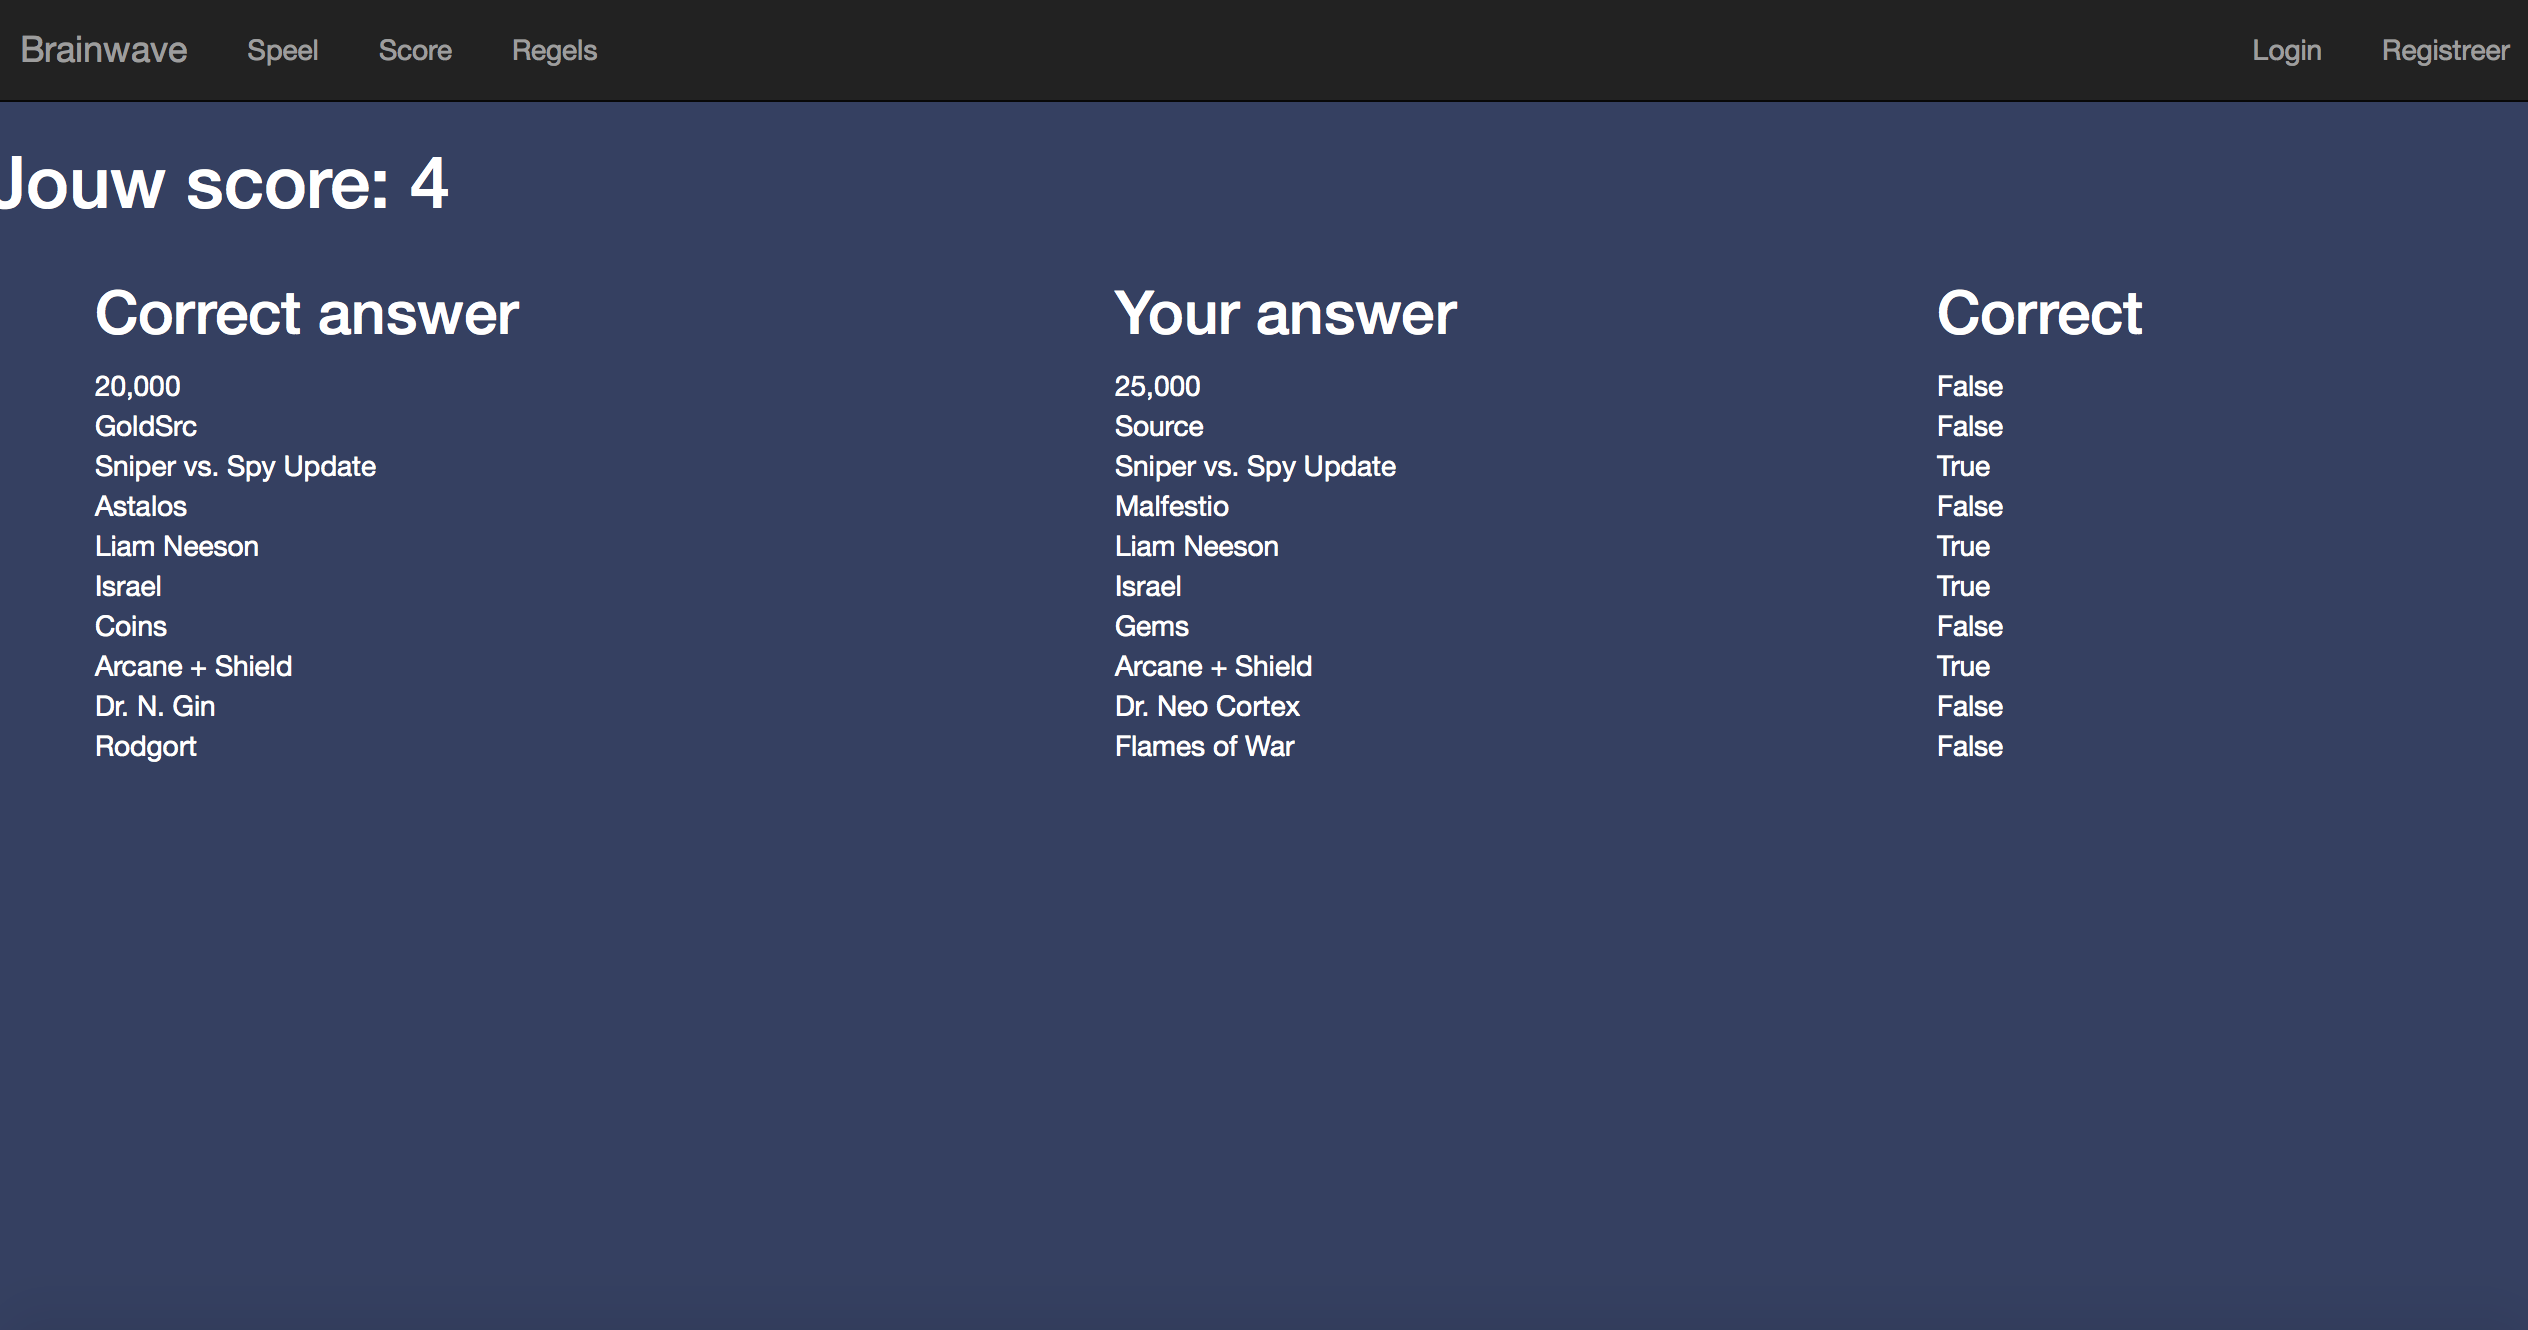 Brainwave Speel Score Regels Login Registreer
Jouw score: 4
Correct answer Your answer Correct
20,000 25,000 False
GoldSrc Source False
Sniper vs. Spy Update Sniper vs. Spy Update True
Astalos Malfestio False
Liam Neeson Liam Neeson True
Israel Israel True
Coins Gems False
Arcane + Shield Arcane + Shield True
Dr. N. Gin Dr. Neo Cortex False
Rodgort Flames of War False